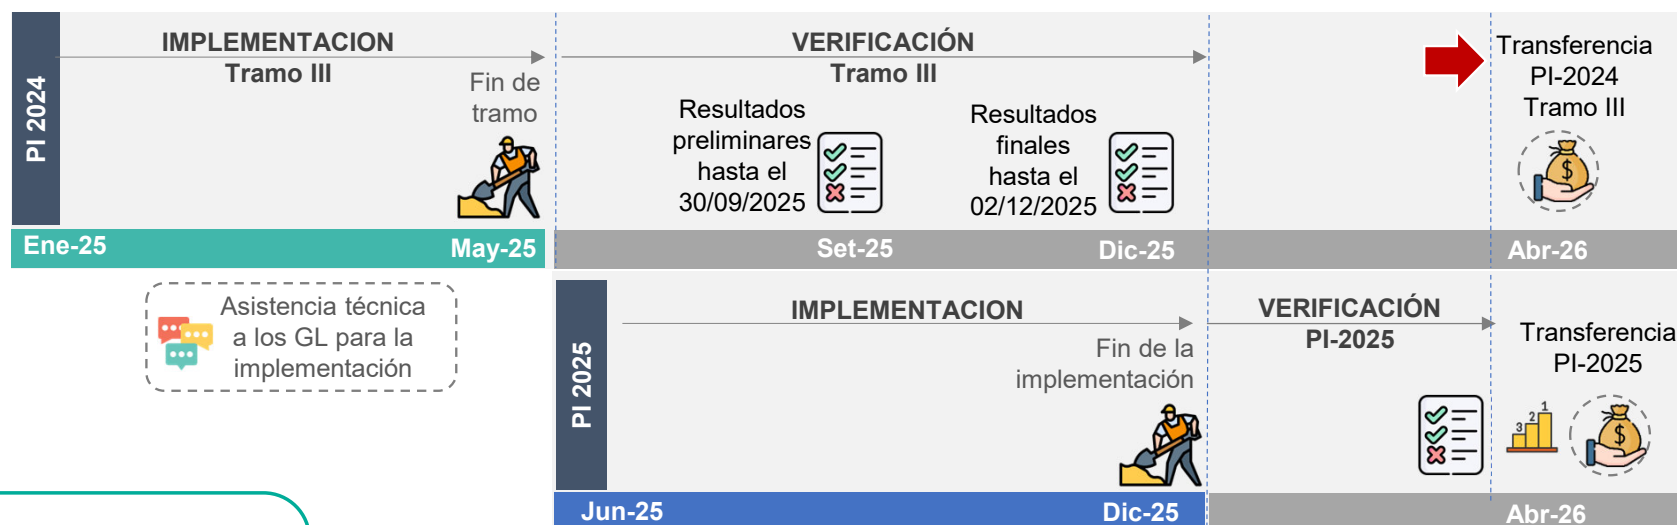 PI 2024
IMPLEMENTACION
Tramo III
Fin de
tramo
VERIFICACIÓN
Tramo III
Resultados
preliminares
hasta el
30/09/2025
Resultados
finales
hasta el
02/12/2025
Transferencia
PI-2024
Tramo III
$
Ene-25
May-25
Set-25
Dic-25
Abr-26
Asistencia técnica
a los GL para la
implementación
PI 2025
IMPLEMENTACION
Fin de la
implementación
VERIFICACIÓN
PI-2025
Transferencia
PI-2025
3 2 1
$
Jun-25
Dic-25
Abr-26